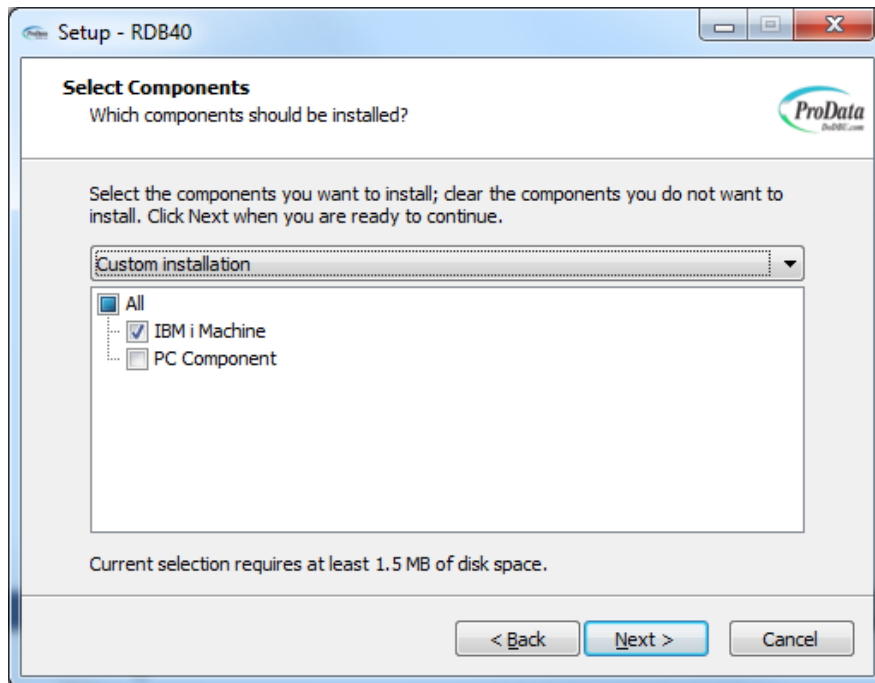 Setup - RDB40
Select Components
Which components should be installed?
ProData
DoDBU.com
Select the components you want to install; clear the components you do not want to
install. Click Next when you are ready to continue.
Custom installation
All
IBM i Machine
PC Component
Current selection requires at least 1.5 MB of disk space.
< Back
Next >
Cancel